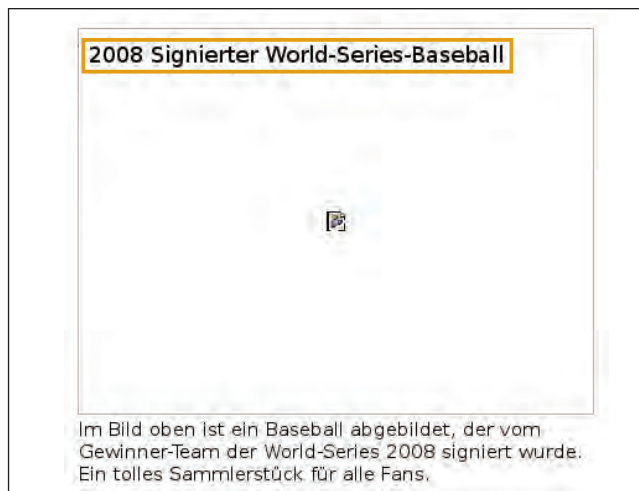 2008 Signierter World-Series-Baseball
Im Bild oben ist ein Baseball abgebildet, der vom
Gewinner-Team der World-Series 2008 signiert wurde.
Ein tolles Sammlerstück für alle Fans.